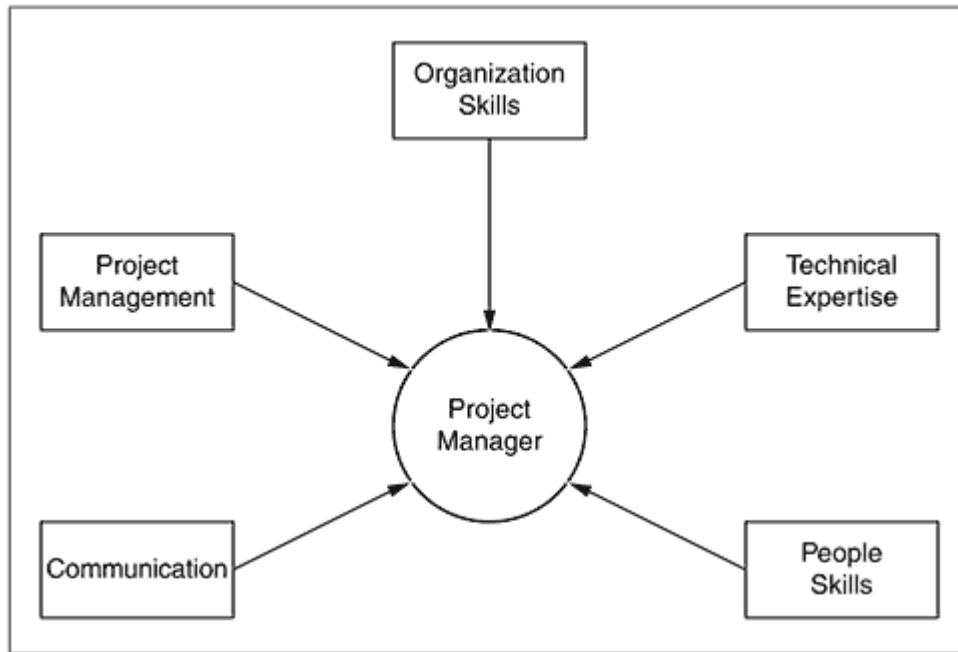 Organization
Skills
Project
Management
Technical
Expertise
Project
Manager
Communication
People
Skills